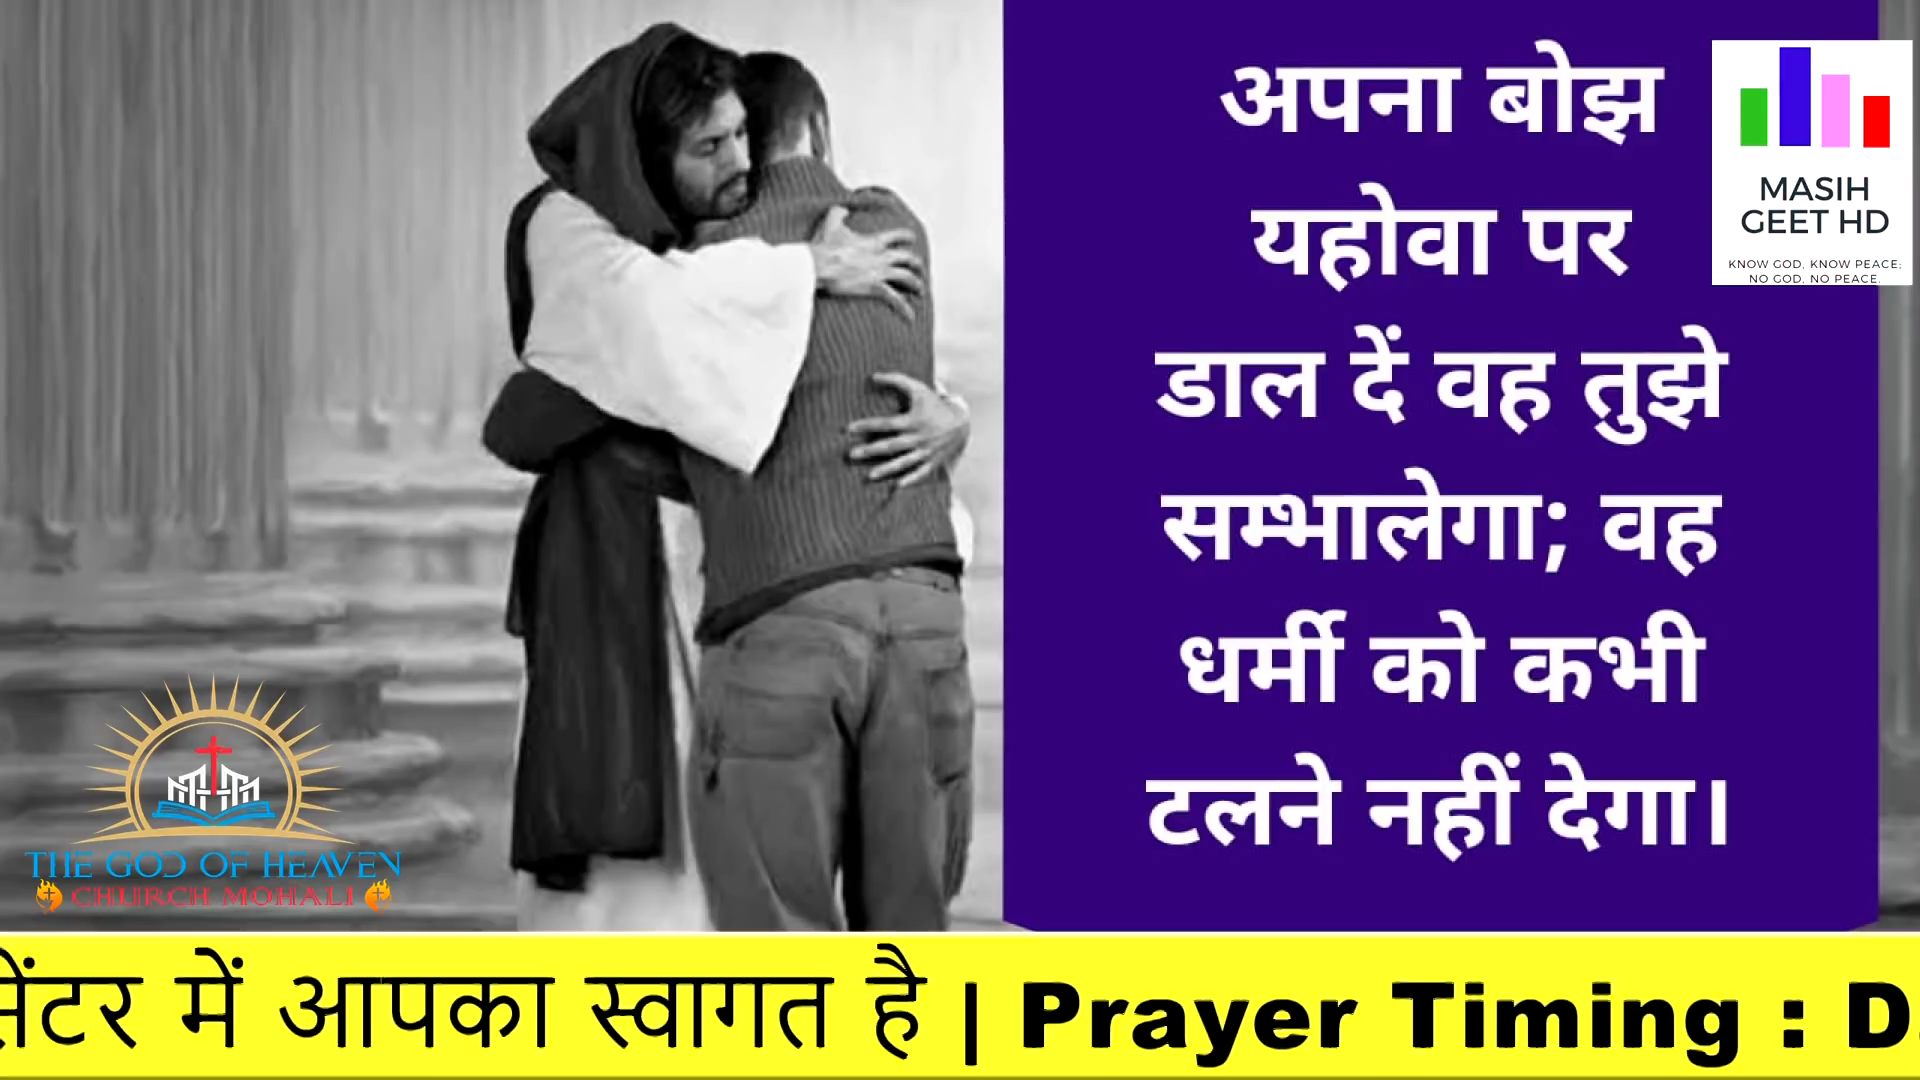 अपना बोझ
यहोवा पर
डाल दें वह तुझे
सम्भालेगा; वह
धर्मी को कभी
टलने नहीं देगा।
MASIH
GEET HD
KNOW GOD, KNOW PEACE;
NO GOD, NO PEACE.
THE GOD OF HEAVEN
CHURCH MOHALI
सेंटर में आपका स्वागत है | Prayer Timing :